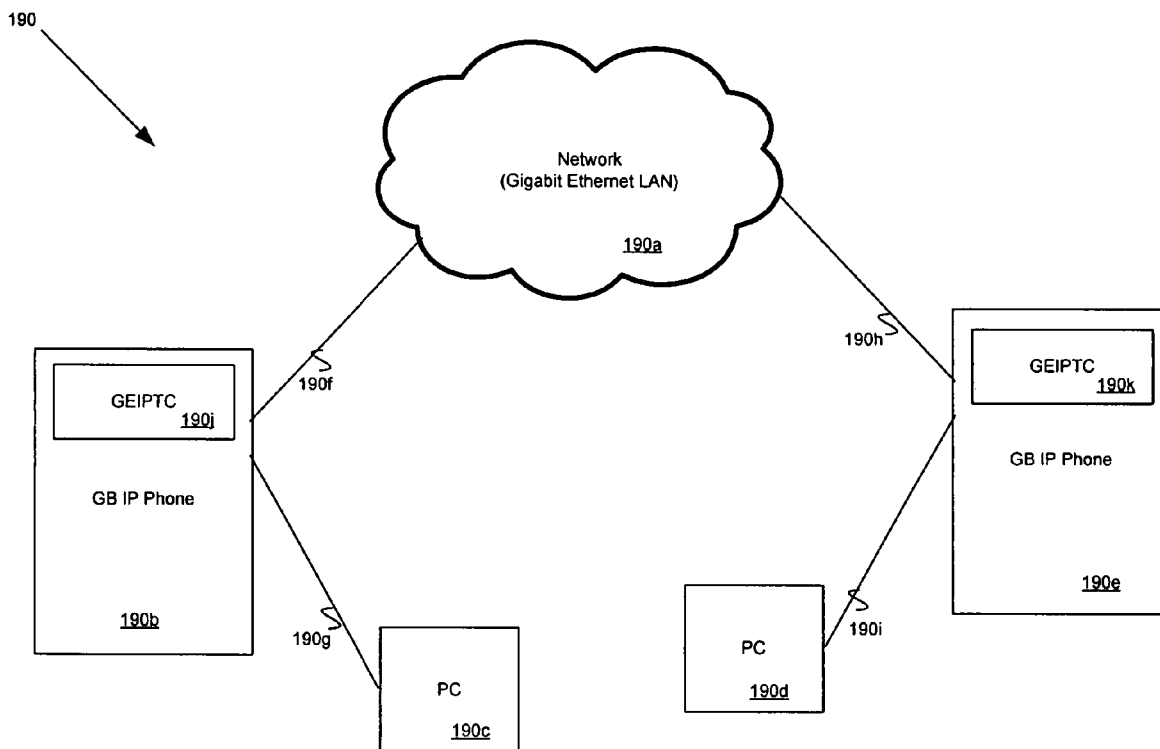 190
Network
(Gigabit Ethernet LAN)
190a
190h
190f
GEIPTC
190k
GEIPTC
190j
GB IP Phone
GB IP Phone
190e
190b
190g
190i
PC
190d
PC
190c